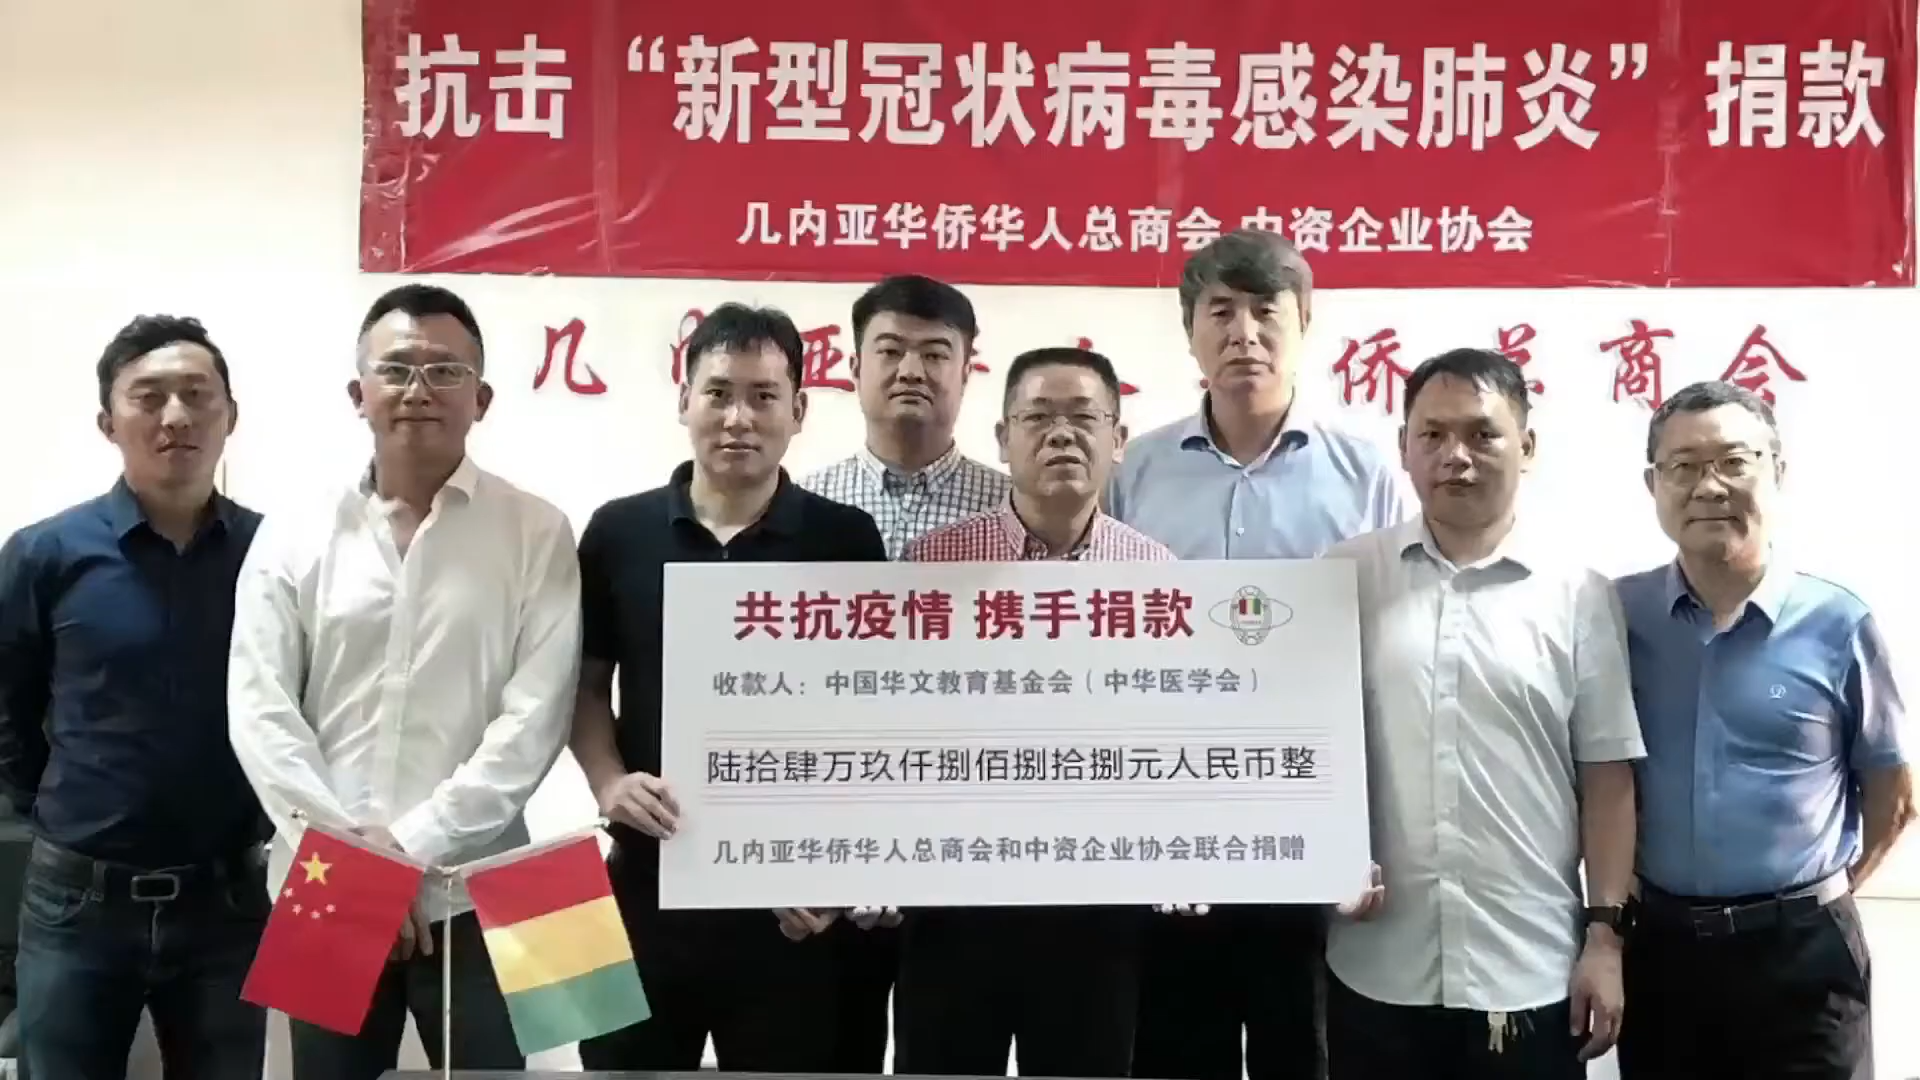 抗击“新型冠状病毒感染肺炎”捐款
几内亚华侨华人总商会 中资企业协会
几内亚 侨总商会
共抗疫情 携手捐款
收款人：中国华文教育基金会（中华医学会）
陆拾肆万玖仟捌佰捌拾捌元人民币整
几内亚华侨华人总商会和中资企业协会联合捐赠